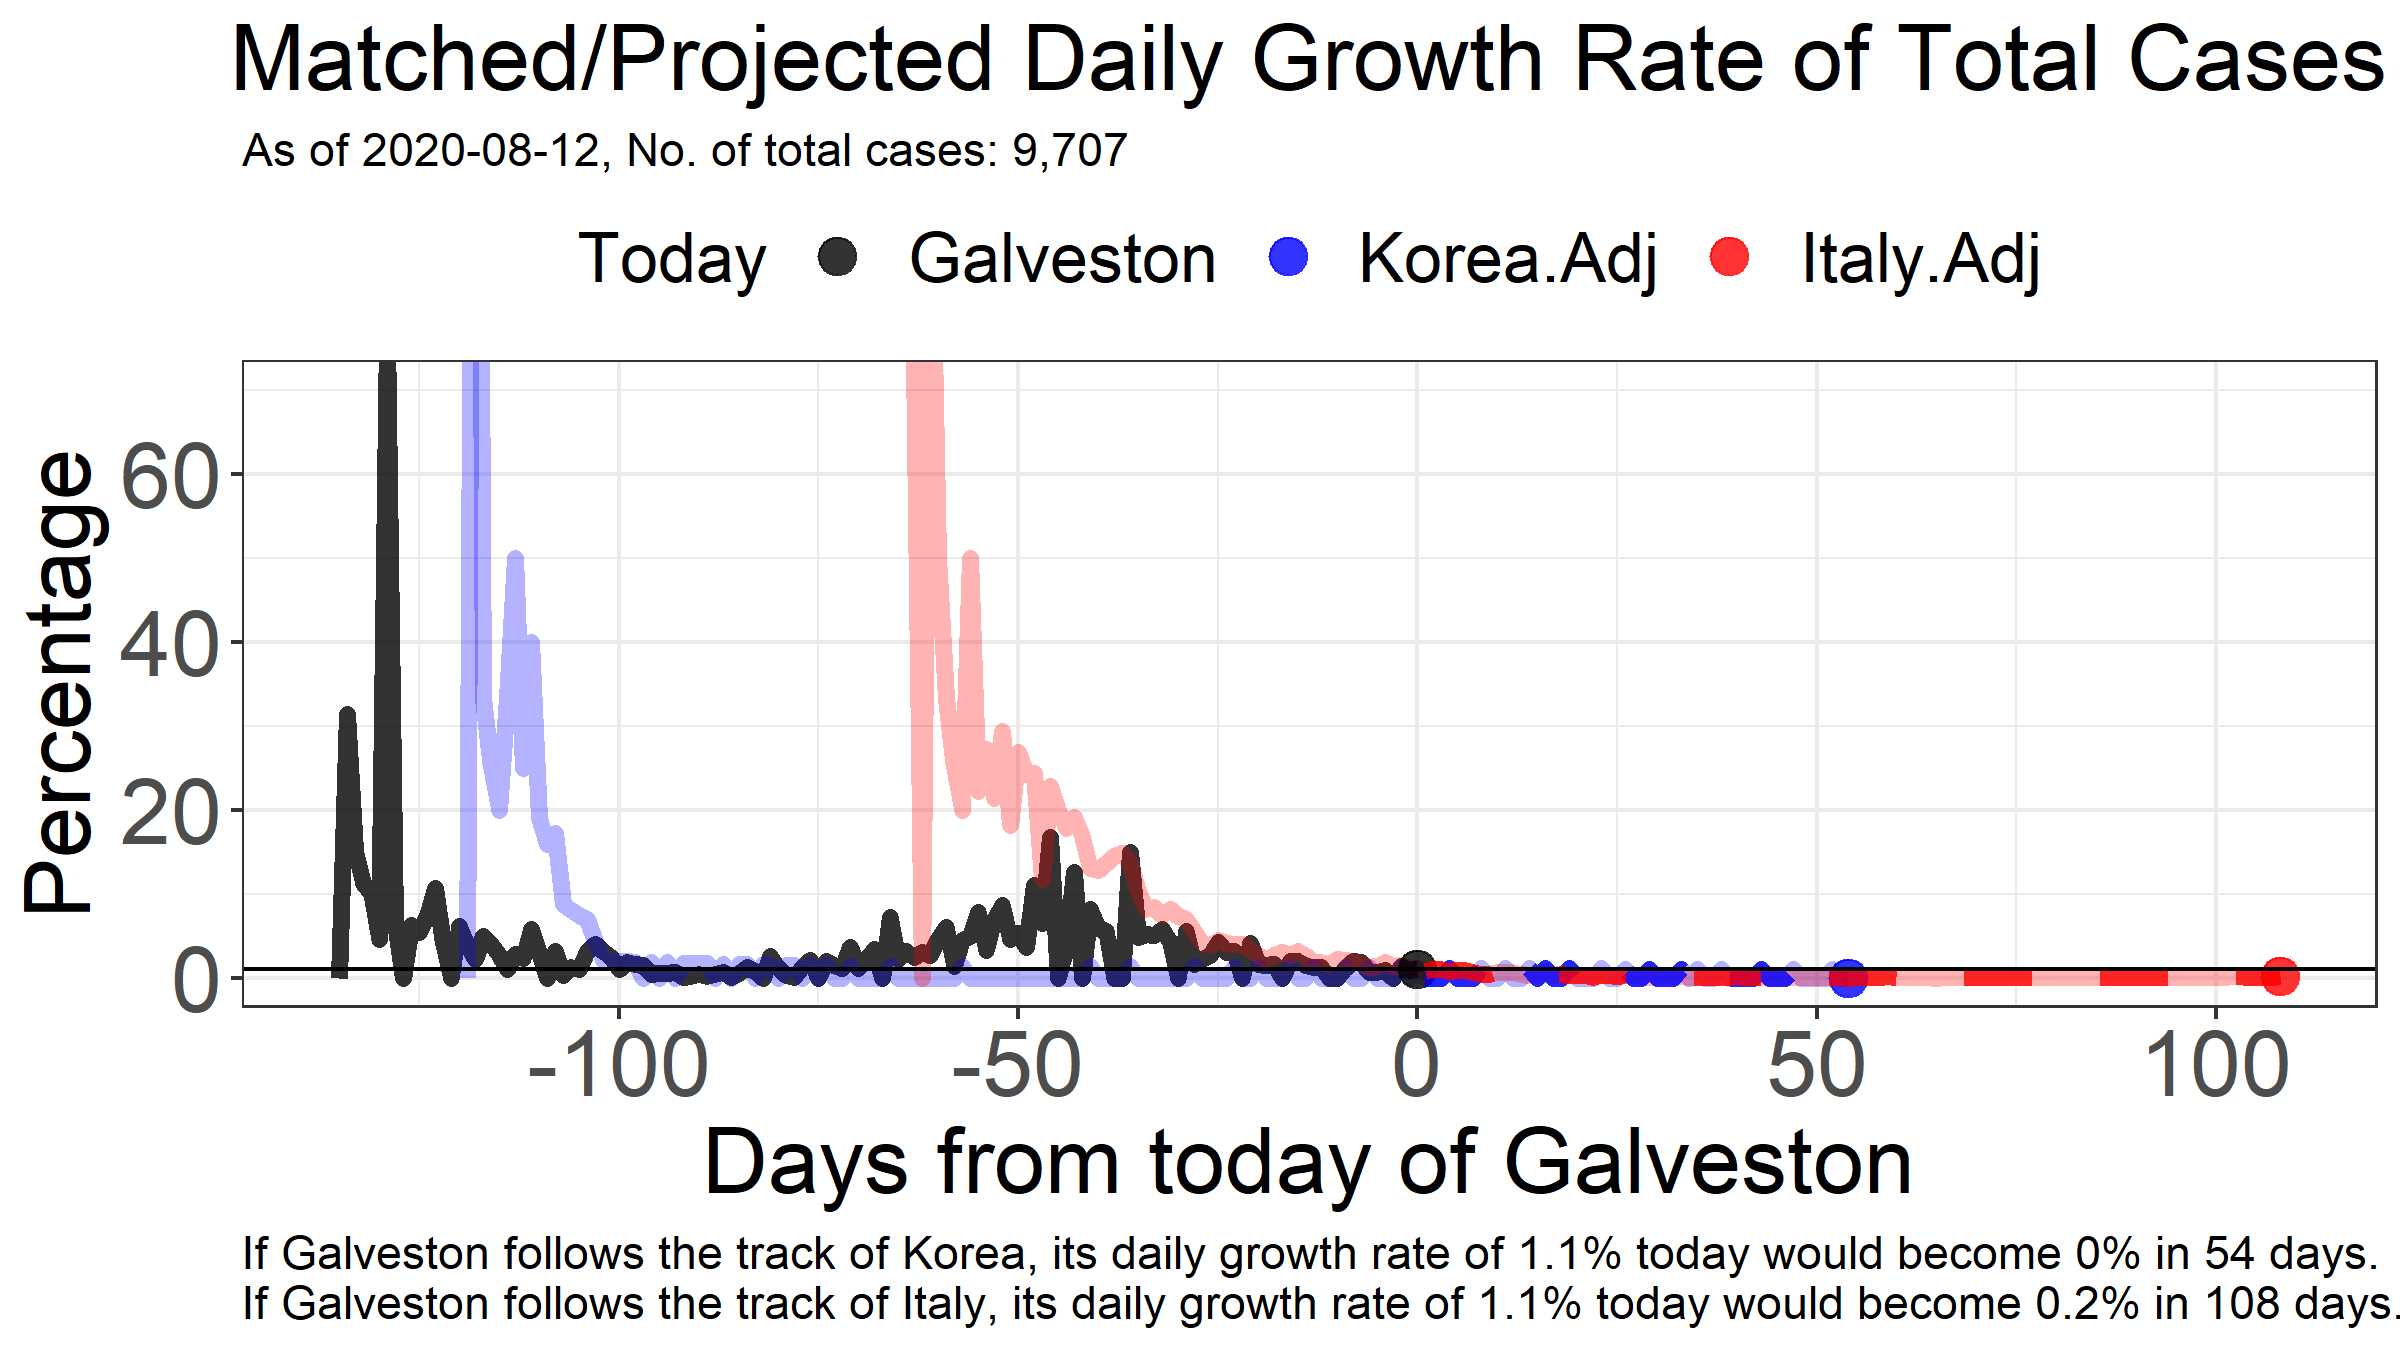 Matched/Projected Daily Growth Rate of Total Cases
As of 2020-08-12, No. of total cases: 9,707
Today Galveston Korea.Adj Italy.Adj
Percentage
60
40
20
0
-100 -50 0 50 100
Days from today of Galveston
If Galveston follows the track of Korea, its daily growth rate of 1.1% today would become 0% in 54 days.
If Galveston follows the track of Italy, its daily growth rate of 1.1% today would become 0.2% in 108 days.